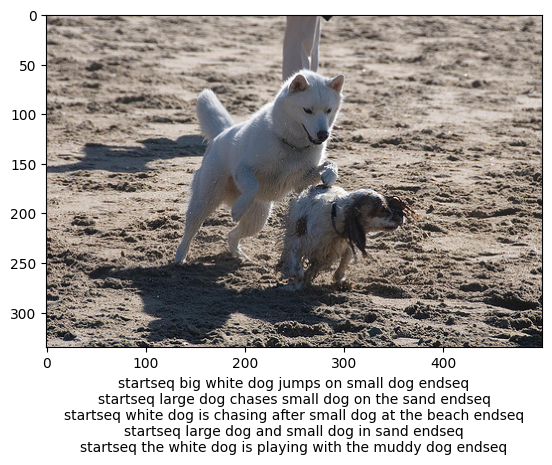 0
50
100
150
200
250
300
0 100 200 300 400
startseq big white dog jumps on small dog endseq
startseq large dog chases small dog on the sand endseq
startseq white dog is chasing after small dog at the beach endseq
startseq large dog and small dog in sand endseq
startseq the white dog is playing with the muddy dog endseq